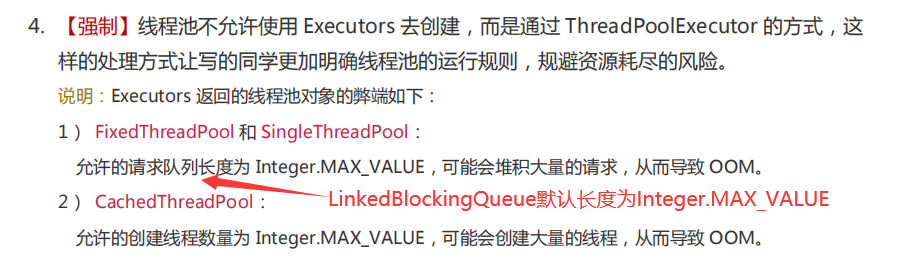 4. 【强制】线程池不允许使用 Executors 去创建，而是通过 ThreadPoolExecutor 的方式，这
样的处理方式让写的同学更加明确线程池的运行规则，规避资源耗尽的风险。
说明：Executors 返回的线程池对象的弊端如下：
1） FixedThreadPool 和 SingleThreadPool：
允许的请求队列长度为 Integer.MAX_VALUE，可能会堆积大量的请求，从而导致 OOM。
LinkedBlockingQueue默认长度为Integer.MAX_VALUE
2） CachedThreadPool：
允许的创建线程数量为 Integer.MAX_VALUE，可能会创建大量的线程，从而导致 OOM。